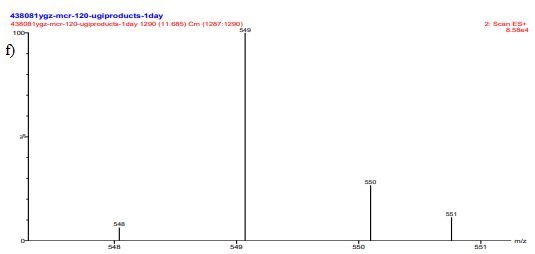 438081ygz-mcr-120-ugiproducts-1day
438081ygz-mcr-120-ugiproducts-1day 1290 (11.685) Cm (1287:1290)
2: Scan ES+
8.58e4
f)
100
549
%
550
551
548
0
548
549
550
551
m/z